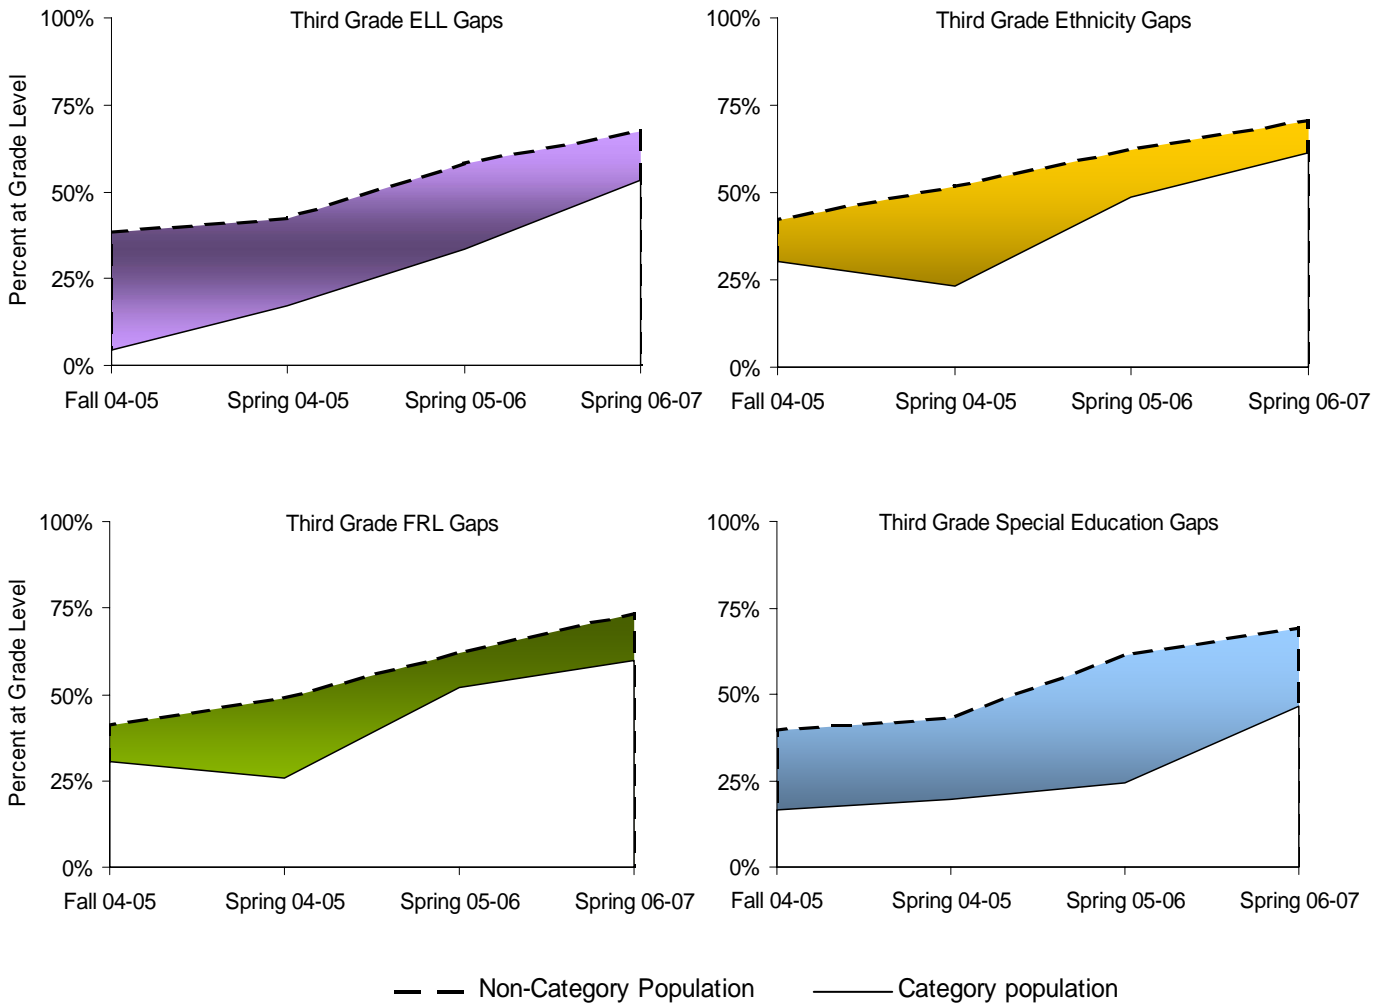 Third Grade ELL Gaps
Percent at Grade Level
100%
75%
50%
25%
0%
Fall 04-05 Spring 04-05 Spring 05-06 Spring 06-07
Third Grade Ethnicity Gaps
100%
75%
50%
25%
0%
Fall 04-05 Spring 04-05 Spring 05-06 Spring 06-07
Third Grade FRL Gaps
Percent at Grade Level
100%
75%
50%
25%
0%
Fall 04-05 Spring 04-05 Spring 05-06 Spring 06-07
Third Grade Special Education Gaps
100%
75%
50%
25%
0%
Fall 04-05 Spring 04-05 Spring 05-06 Spring 06-07
Non-Category Population Category population